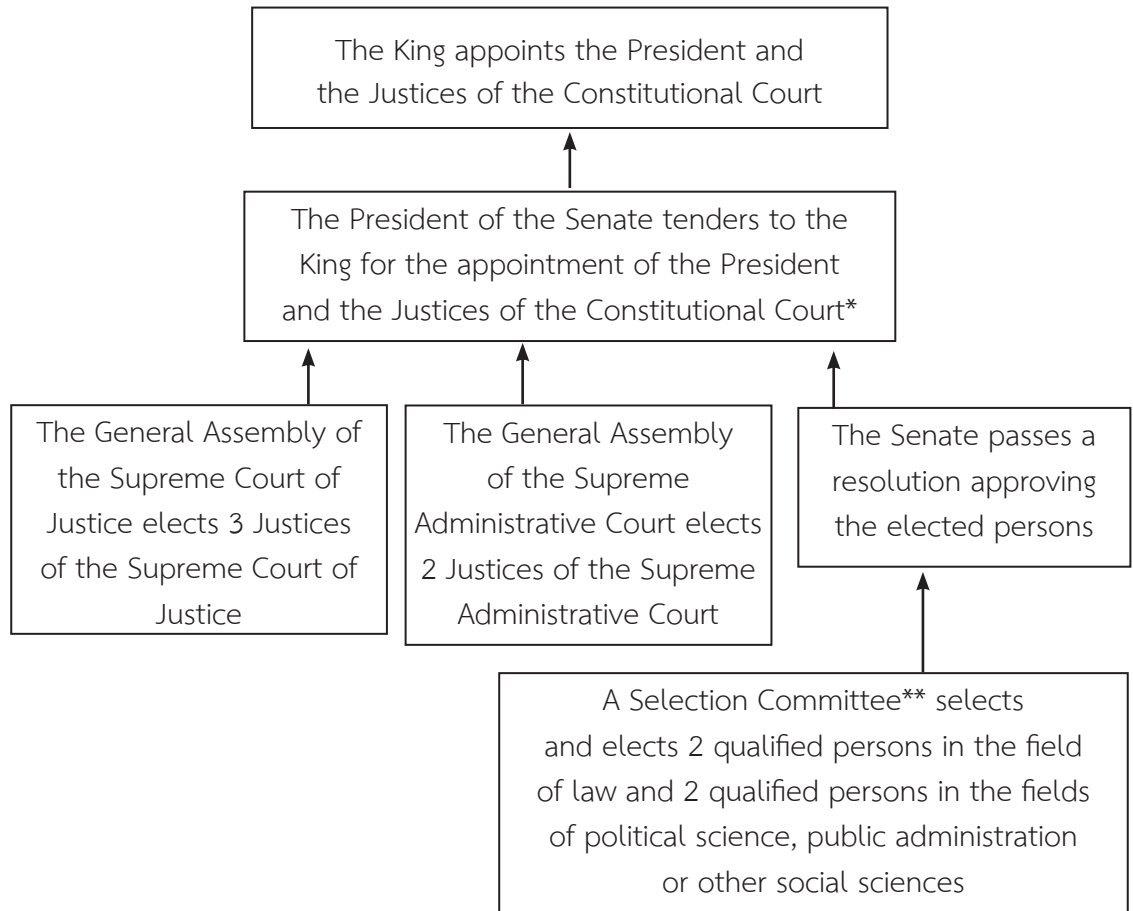 The King appoints the President and
the Justices of the Constitutional Court
The President of the Senate tenders to the
King for the appointment of the President
and the Justices of the Constitutional Court*
The General Assembly of
the Supreme Court of
Justice elects 3 Justices
of the Supreme Court of
Justice
The General Assembly
of the Supreme
Administrative Court elects
2 Justices of the Supreme
Administrative Court
The Senate passes a
resolution approving
the elected persons
A Selection Committee** selects
and elects 2 qualified persons in the field
of law and 2 qualified persons in the fields
of political science, public administration
or other social sciences